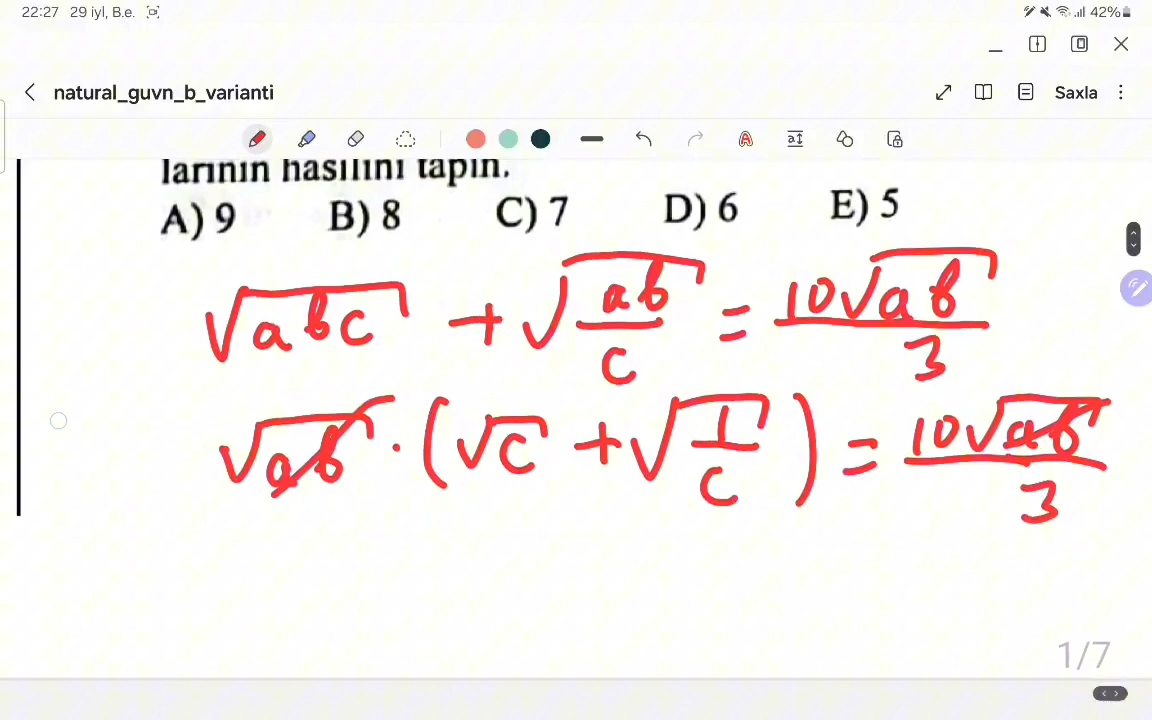 22:27 29 iyl, B.e. 42%
natural_guvn_b_varianti Saxla
larının hasilini tapın.
A) 9 B) 8 C) 7 D) 6 E) 5
√abc + √ab/c = 10√ab/3
√ab · (√c + √1/c) = 10√ab/3
1/7